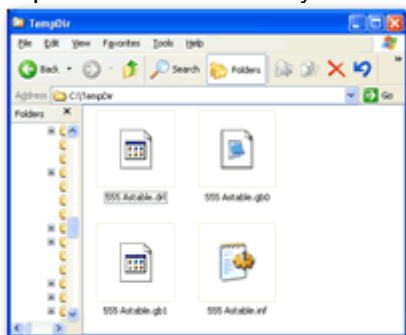 TempDir
File Edit View Favorites Tools Help
Back Search Folders
Address C:\TempDir Go
Folders X
555 Astable.drl 555 Astable.gb0
555 Astable.gb1 555 Astable.inf